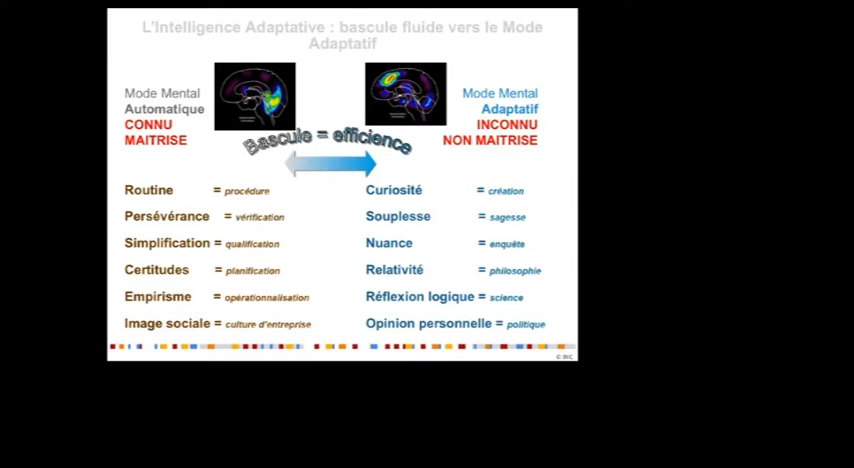 L'Intelligence Adaptative : bascule fluide vers le Mode
Adaptatif
Mode Mental
Automatique
CONNU
MAITRISE
Mode Mental
Adaptatif
INCONNU
NON MAITRISE
Bascule = efficience
Routine = procédure
Curiosité = création
Persévérance = vérification
Souplesse = sagesse
Simplification = qualification
Nuance = enquête
Certitudes = planification
Relativité = philosophie
Empirisme = opérationnalisation
Réflexion logique = science
Image sociale = culture d'entreprise
Opinion personnelle = politique
© INC